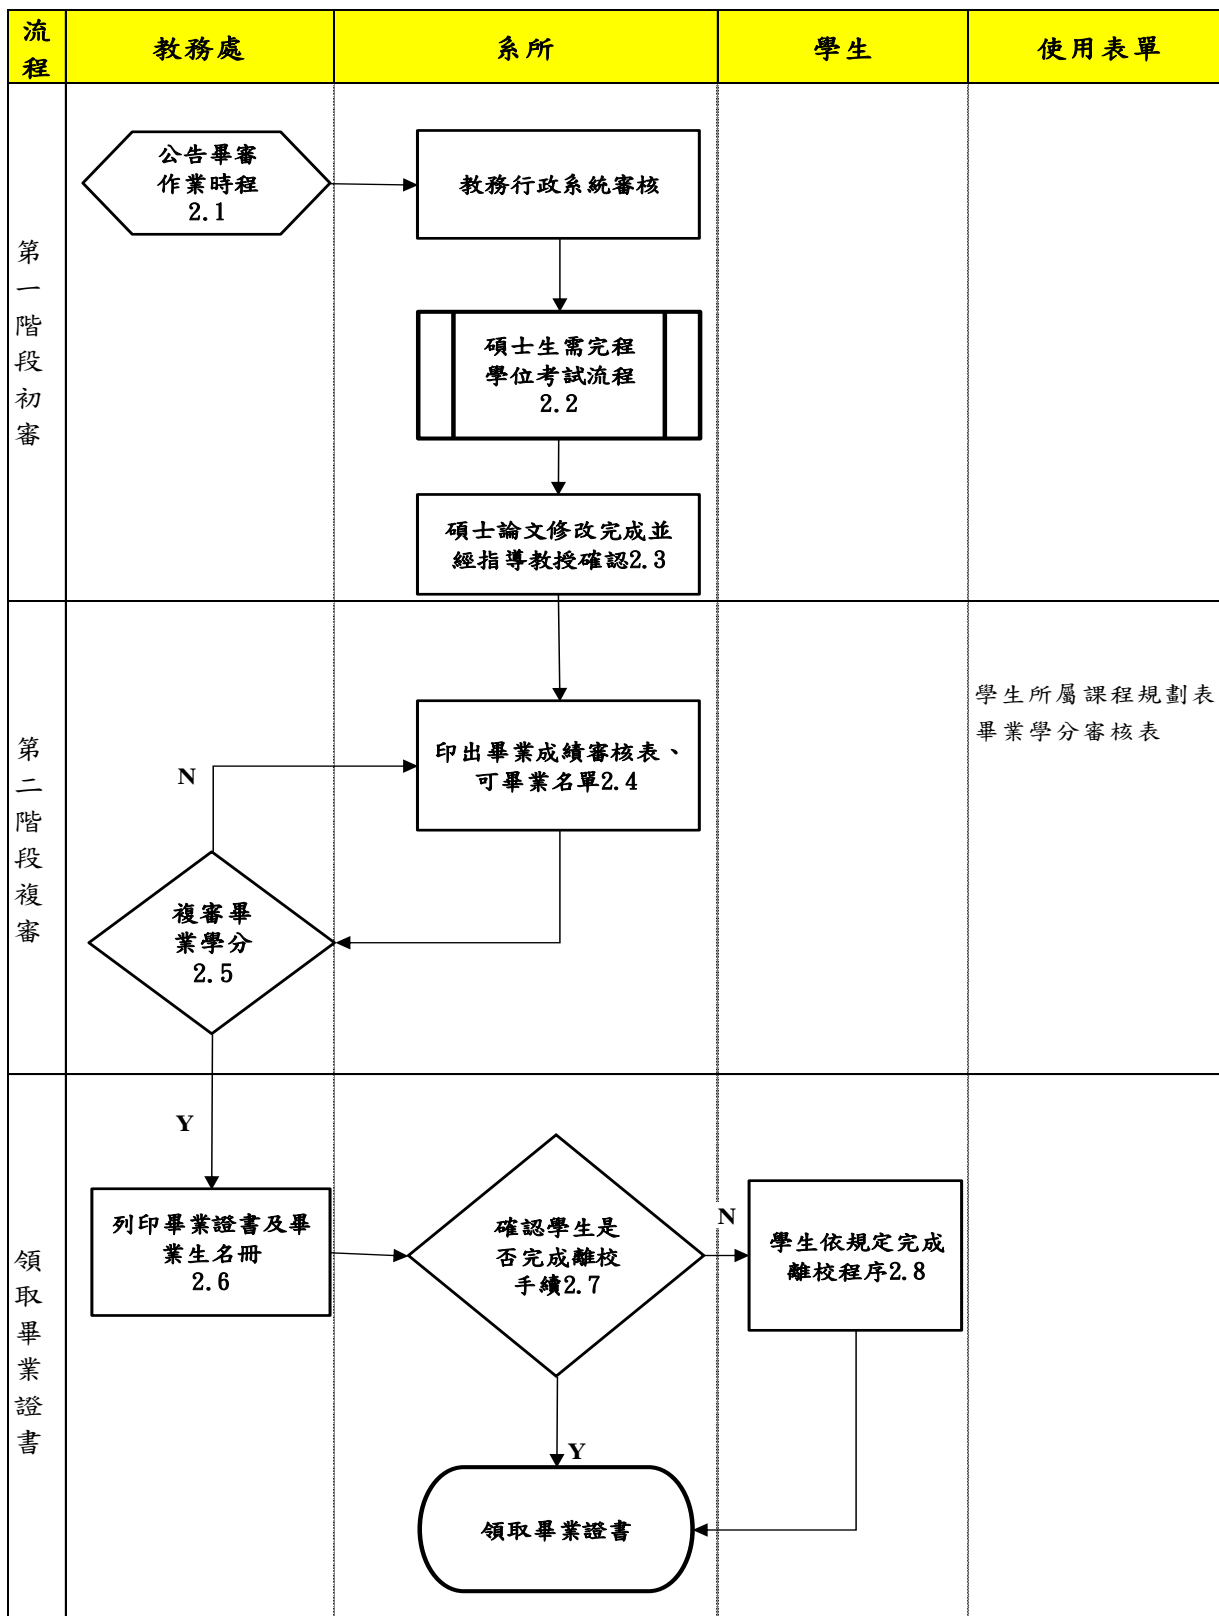 流
程
教務處
系所
學生
使用表單
第
一
階
段
初
審
公告畢審
作業時程
2.1
教務行政系統審核
碩士生需完程
學位考試流程
2.2
碩士論文修改完成並
經指導教授確認2.3
第
二
階
段
複
審
學生所屬課程規劃表
畢業學分審核表
印出畢業成績審核表、
可畢業名單2.4
N
複審畢
業學分
2.5
領
取
畢
業
證
書
Y
列印畢業證書及畢
業生名冊
2.6
確認學生是
否完成離校
手續2.7
N
學生依規定完成
離校程序2.8
Y
領取畢業證書